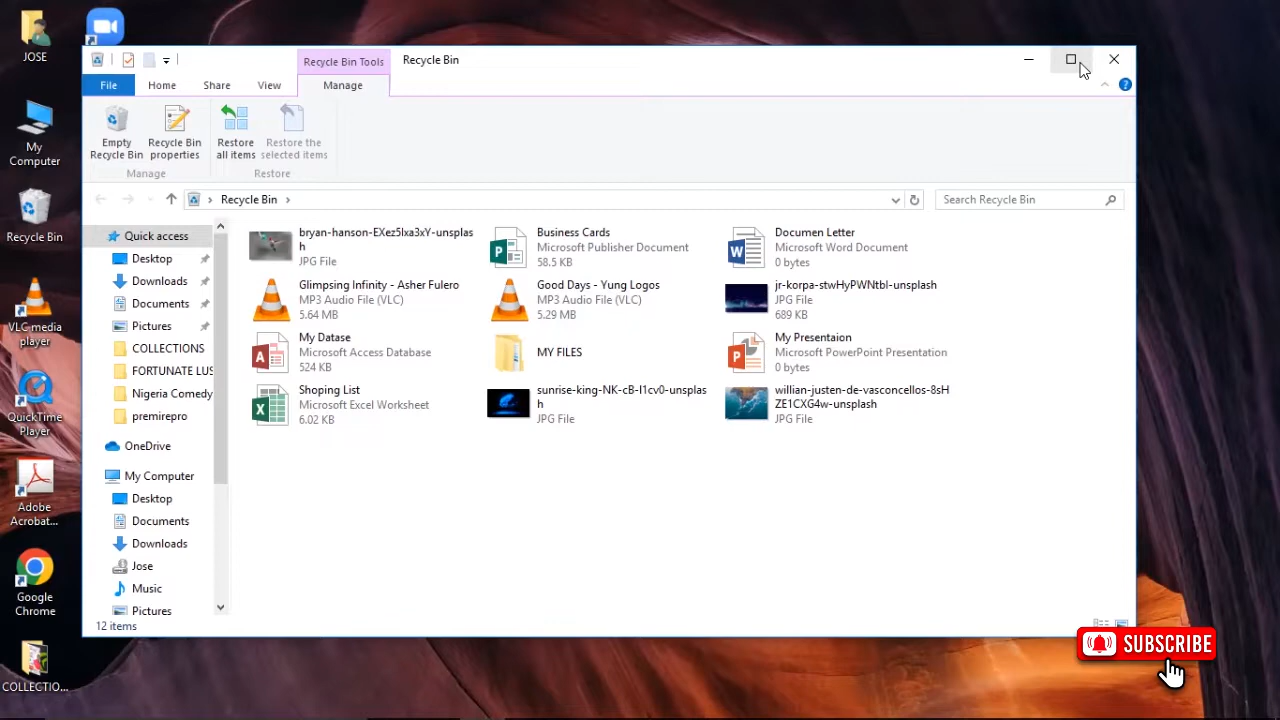 JOSE
My
Computer
Recycle Bin
VLC media
player
QuickTime
Player
Adobe
Acrobat...
Google
Chrome
COLLECTIO...
Recycle Bin Tools
Recycle Bin
File
Home
Share
View
Manage
Empty
Recycle Bin
Recycle Bin
properties
Restore
all items
Restore the
selected items
Manage
Restore
Recycle Bin
Search Recycle Bin
Quick access
Desktop
Downloads
Documents
Pictures
COLLECTIONS
FORTUNATE LUS
Nigeria Comedy
premirepro
OneDrive
My Computer
Desktop
Documents
Downloads
Jose
Music
Pictures
bryan-hanson-EXez5lxa3xY-unsplas
h
JPG File
Business Cards
Microsoft Publisher Document
58.5 KB
Documen Letter
Microsoft Word Document
0 bytes
Glimpsing Infinity - Asher Fulero
MP3 Audio File (VLC)
5.64 MB
Good Days - Yung Logos
MP3 Audio File (VLC)
5.29 MB
jr-korpa-stwHyPWNtbI-unsplash
JPG File
689 KB
My Datase
Microsoft Access Database
524 KB
MY FILES
My Presentaion
Microsoft PowerPoint Presentation
0 bytes
Shoping List
Microsoft Excel Worksheet
6.02 KB
sunrise-king-NK-cB-I1cv0-unsplas
h
JPG File
willian-justen-de-vasconcellos-8sH
ZE1CXG4w-unsplash
JPG File
12 items
SUBSCRIBE